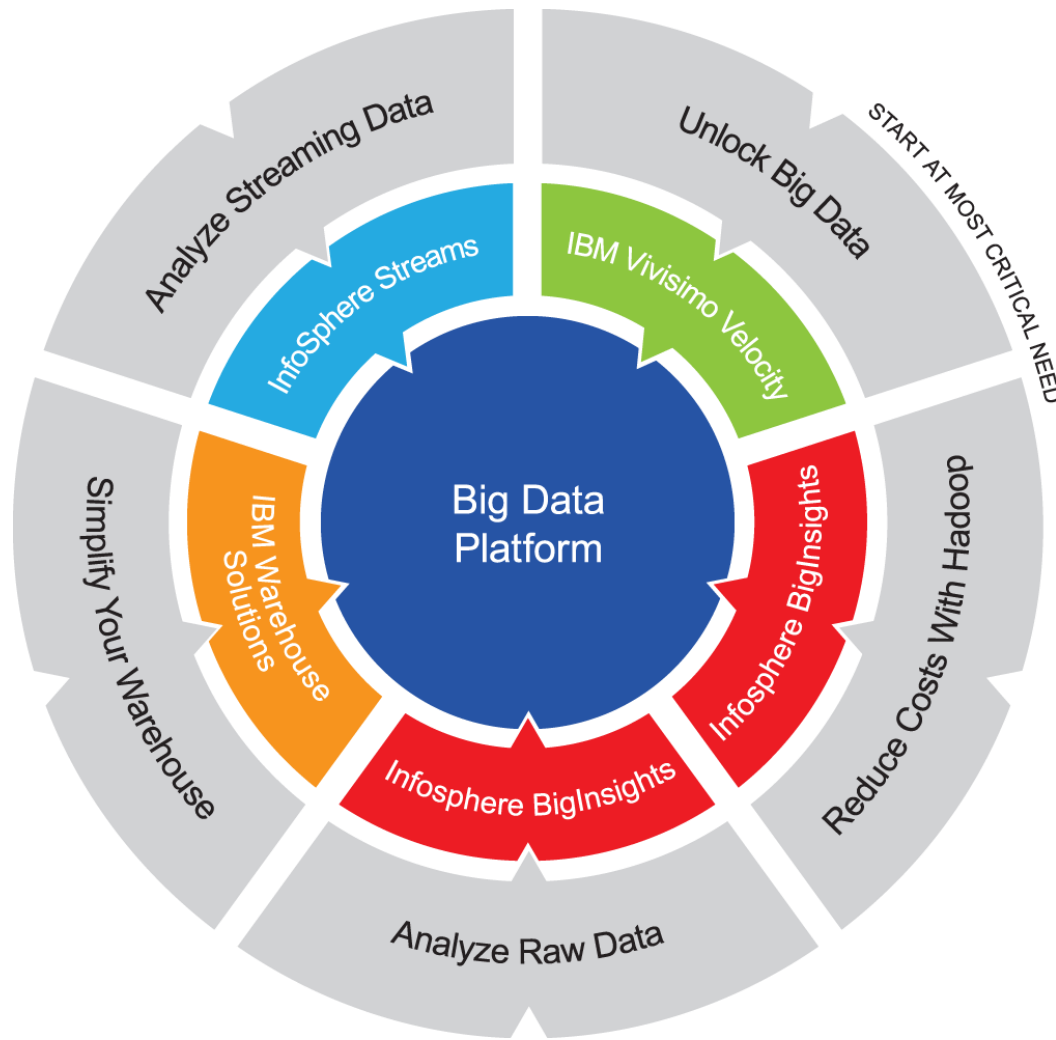 Analyze Streaming Data
Unlock Big Data
START AT MOST CRITICAL NEED
InfoSphere Streams
IBM Vivisimo Velocity
Simplify Your Warehouse
IBM Warehouse
Solutions
Big Data
Platform
Infosphere BigInsights
Reduce Costs With Hadoop
Infosphere BigInsights
Analyze Raw Data